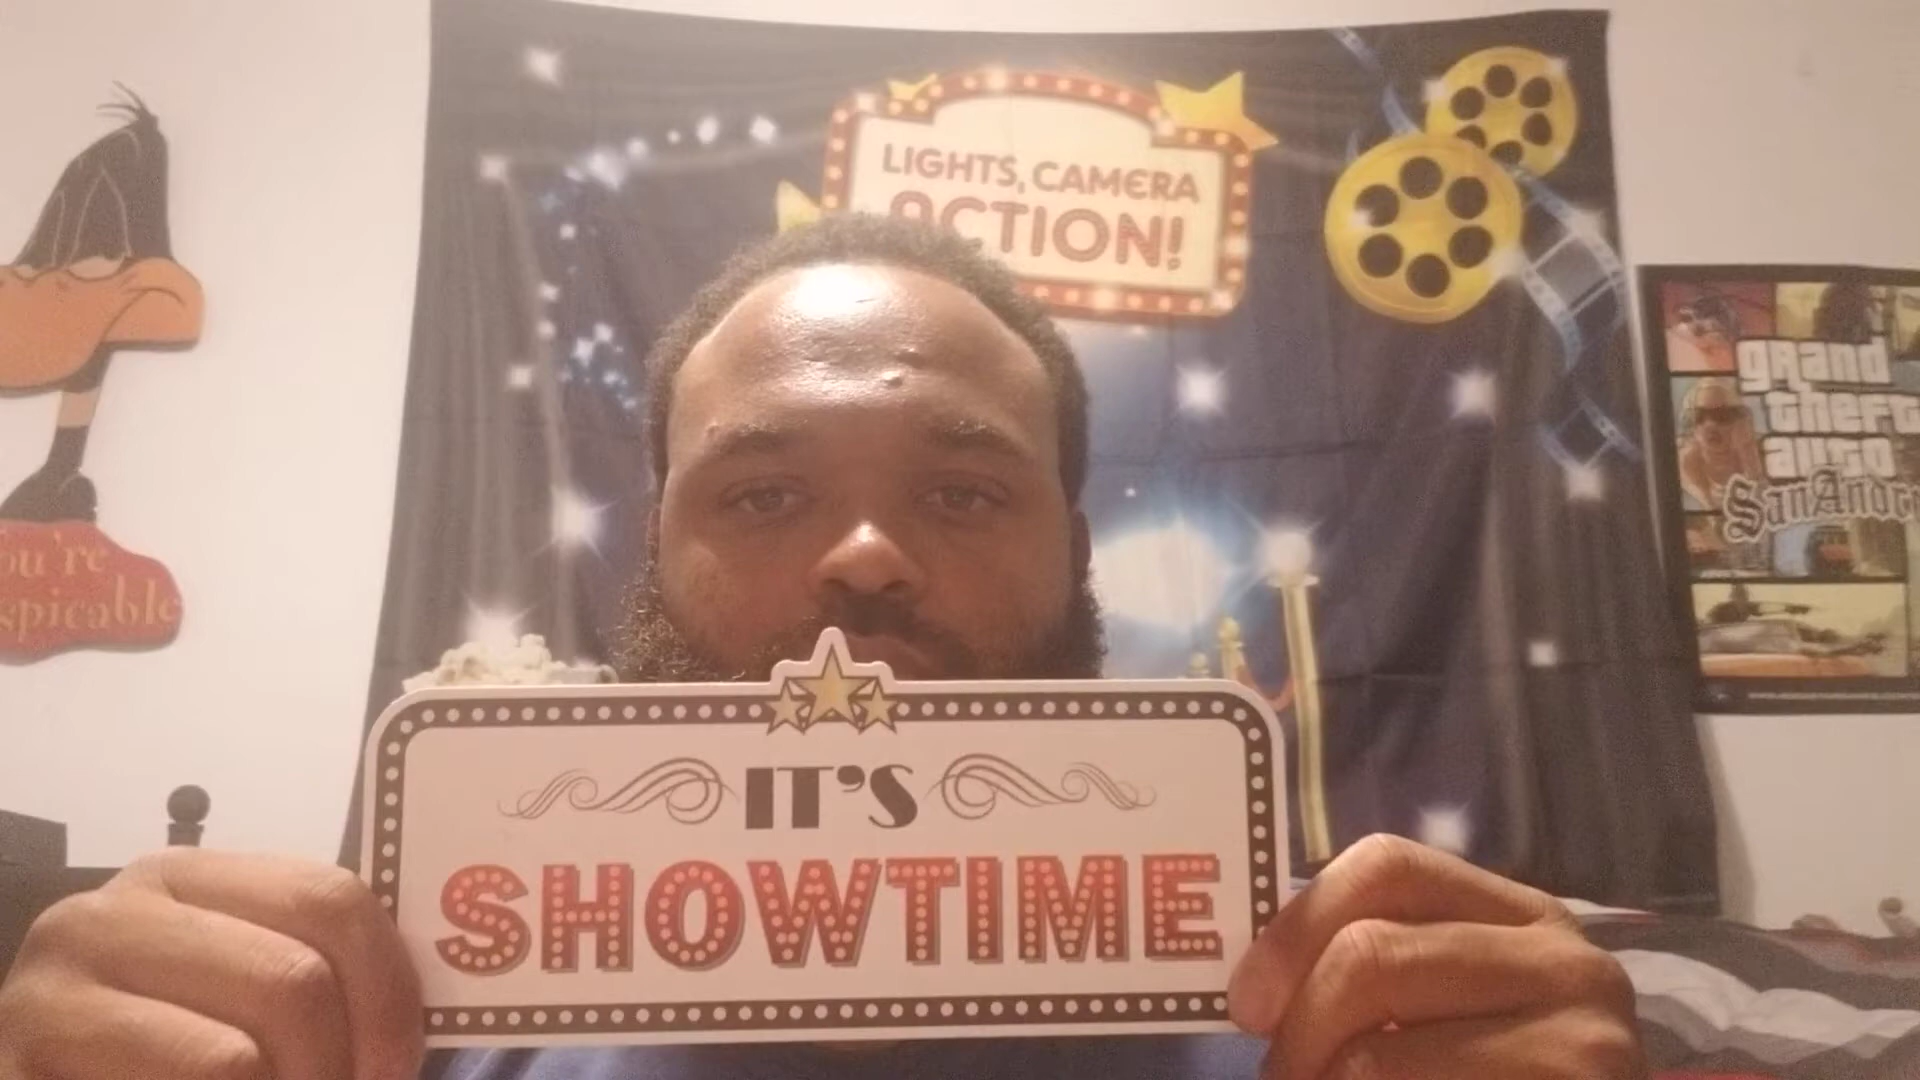 LIGHTS, CAMERA
ACTION!
grand
theft
auto
San Andre
ou're
spicable
IT'S
SHOWTIME